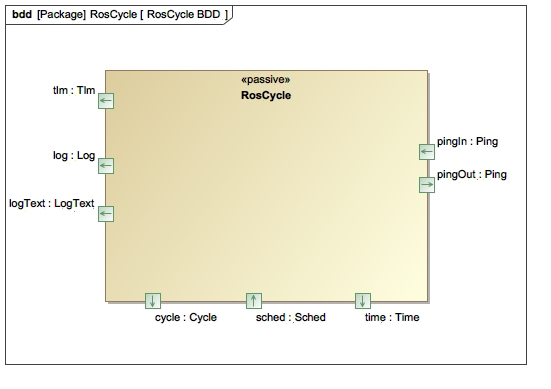 bdd [Package] RosCycle [ RosCycle BDD ]
«passive»
RosCycle
tlm : Tlm
log : Log
logText : LogText
pingIn : Ping
pingOut : Ping
cycle : Cycle
sched : Sched
time : Time